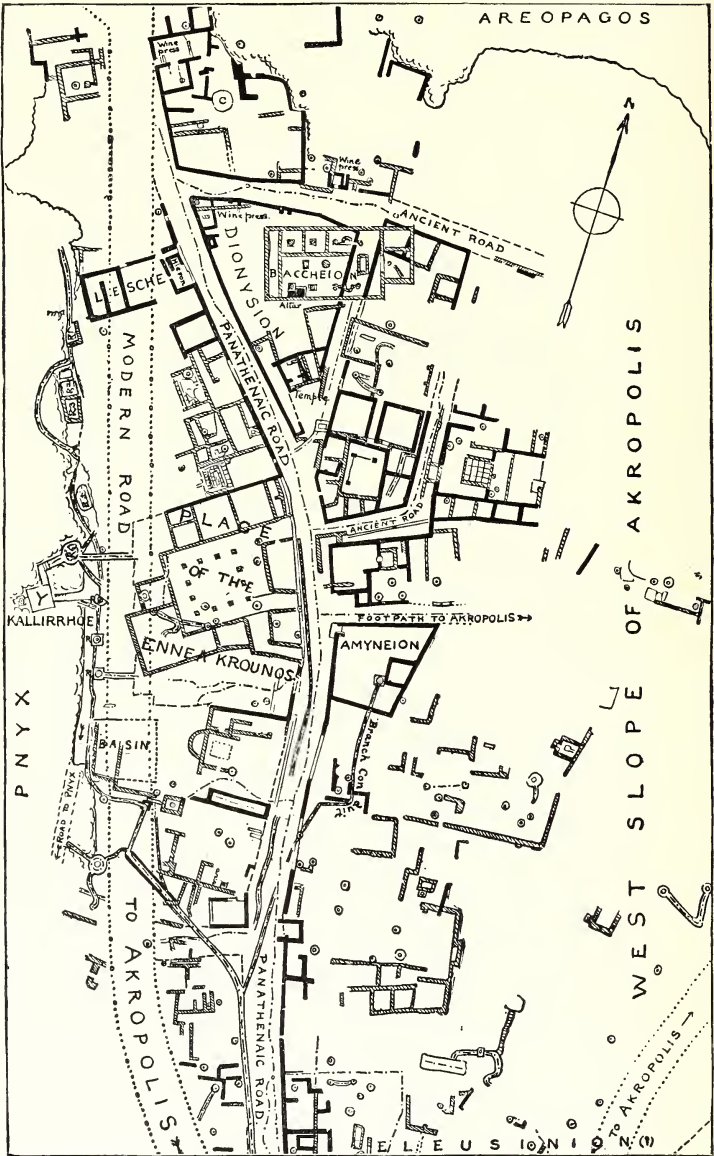 AREOPAGOS
Wine press
C
Wine press
N
ANCIENT ROAD
Wine press.
DIONYSION
BACCHEION
Altar
Temple
LESCHE
PANATHENAIC ROAD
MODERN ROAD
WEST SLOPE OF AKROPOLIS
ANCIENT ROAD
PLACE
OF THE
ENNEA KROUNOS
Y
KALLIRRHOE
FOOTPATH TO AKROPOLIS
AMYNEION
Branch Conduit
PNYX
BASIN
ROAD TO PNYX
TO AKROPOLIS
PANATHENAIC ROAD
TO AKROPOLIS
ELEUSINION (?)